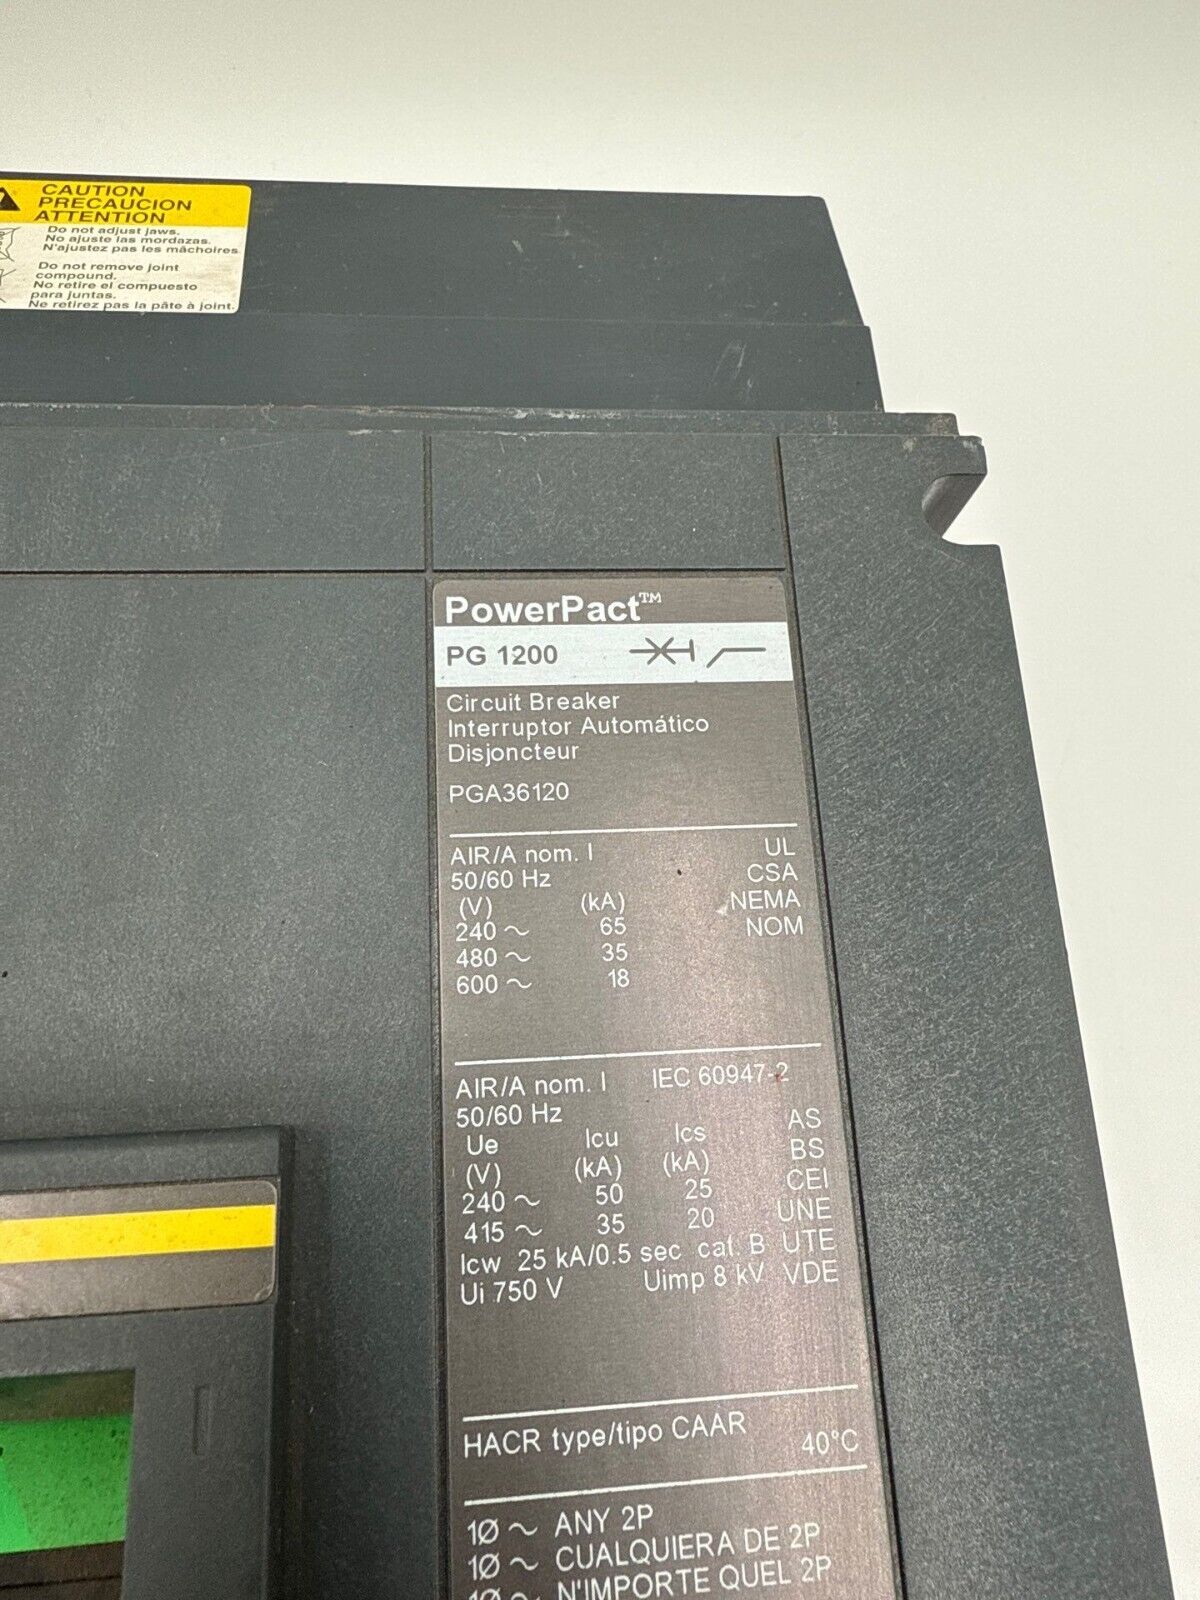 CAUTION
PRECAUCION
ATTENTION
Do not adjust jaws.
No ajuste las mordazas.
N'ajustez pas les mâchoires.
Do not remove joint
compound.
No retire el compuesto
para juntas.
Ne retirez pas la pâte à joint.
PowerPact™
PG 1200
Circuit Breaker
Interruptor Automático
Disjoncteur
PGA36120
AIR/A nom. I UL
50/60 Hz CSA
(V) (kA) NEMA
240 ~ 65 NOM
480 ~ 35
600 ~ 18
AIR/A nom. I IEC 60947-2
50/60 Hz AS
Ue Icu Ics BS
(V) (kA) (kA) CEI
240 ~ 50 25 UNE
415 ~ 35 20 UTE
Icw 25 kA/0.5 sec cat. B VDE
Ui 750 V Uimp 8 kV
HACR type/tipo CAAR 40°C
1Ø ~ ANY 2P
1Ø ~ CUALQUIERA DE 2P
1Ø ~ N'IMPORTE QUEL 2P